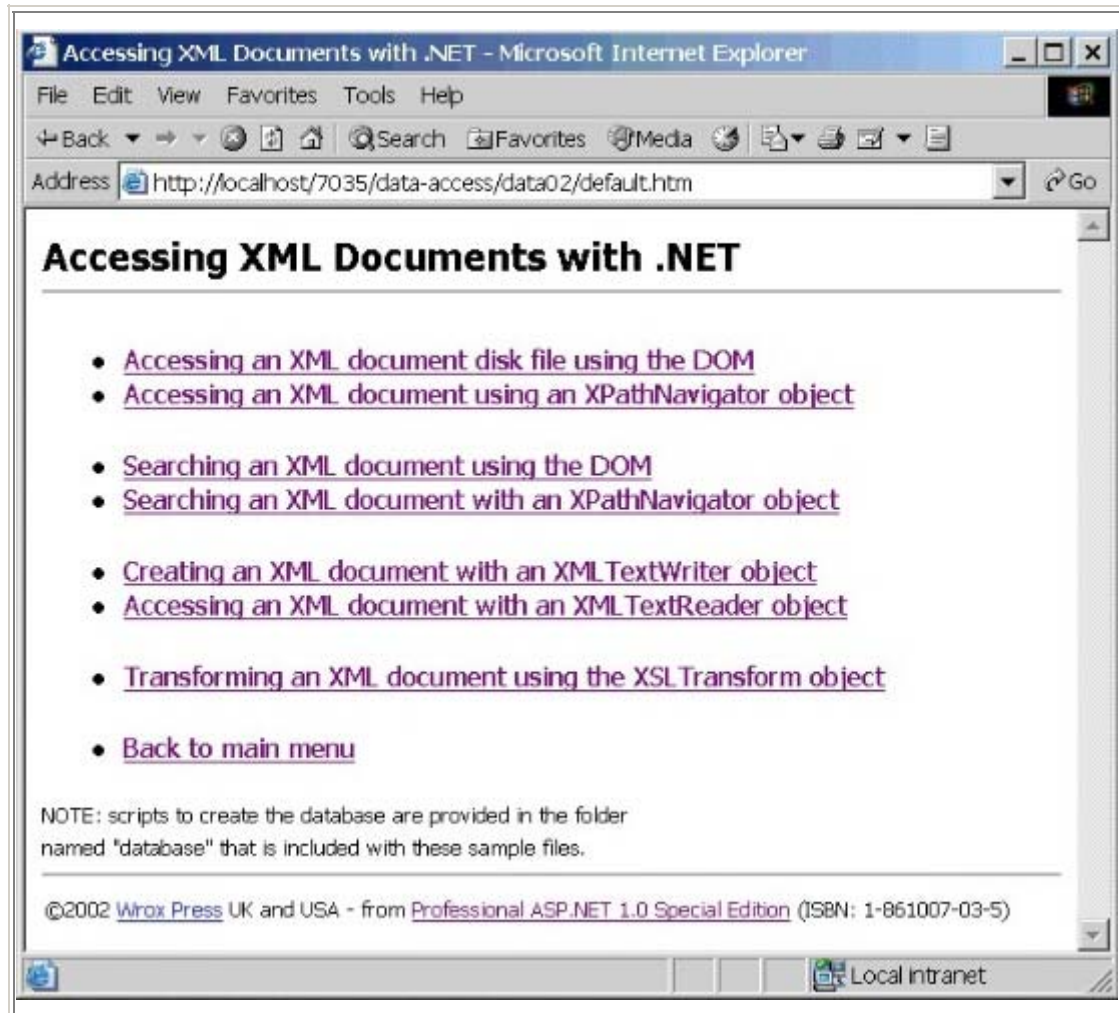 Accessing XML Documents with .NET - Microsoft Internet Explorer
File Edit View Favorites Tools Help
Back Search Favorites Media
Address http://localhost/7035/data-access/data02/default.htm Go
Accessing XML Documents with .NET
• Accessing an XML document disk file using the DOM
• Accessing an XML document using an XPathNavigator object
• Searching an XML document using the DOM
• Searching an XML document with an XPathNavigator object
• Creating an XML document with an XMLTextWriter object
• Accessing an XML document with an XMLTextReader object
• Transforming an XML document using the XSLTransform object
• Back to main menu
NOTE: scripts to create the database are provided in the folder
named "database" that is included with these sample files.
©2002 Wrox Press UK and USA - from Professional ASP.NET 1.0 Special Edition (ISBN: 1-861007-03-5)
Local intranet